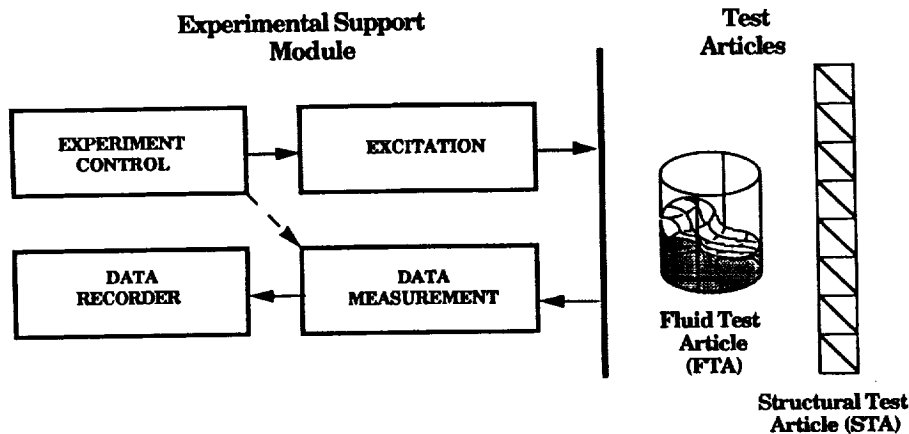 Experimental Support
Module
Test
Articles
EXPERIMENT
CONTROL
EXCITATION
DATA
RECORDER
DATA
MEASUREMENT
Fluid Test
Article
(FTA)
Structural Test
Article (STA)